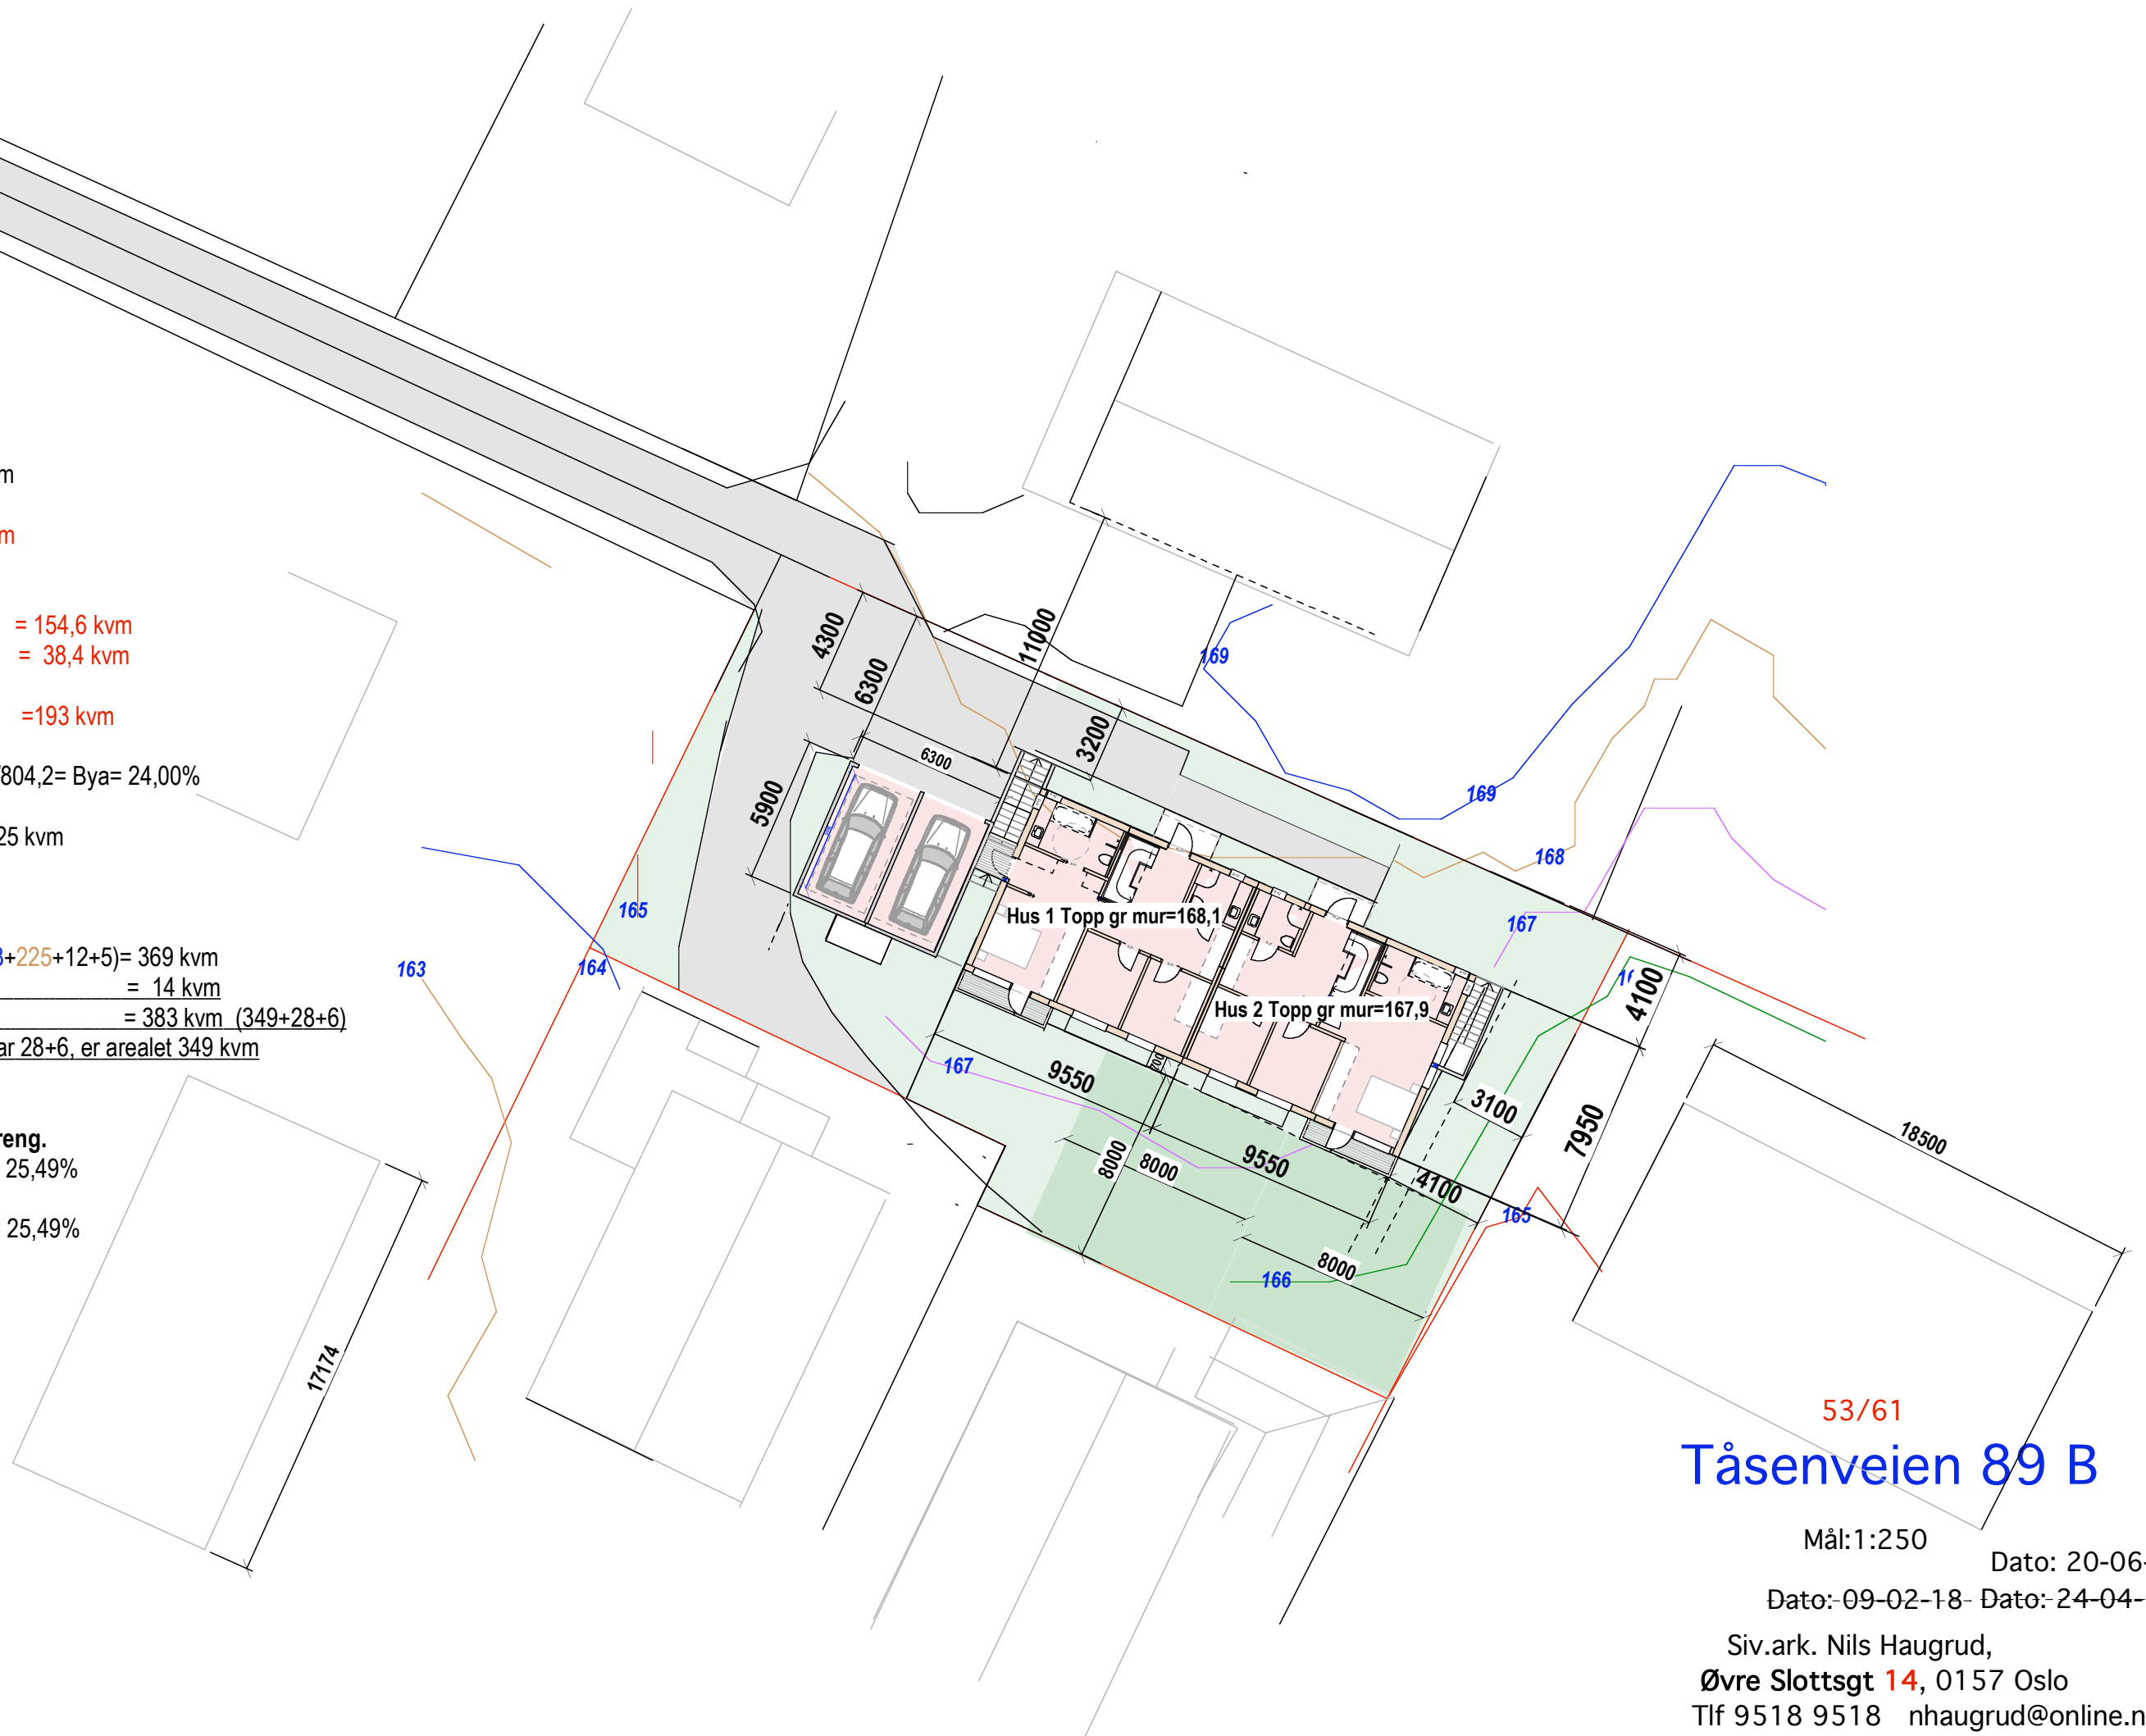 m
m
= 154,6 kvm
= 38,4 kvm
=193 kvm
/804,2= Bya= 24,00%
25 kvm
+225+12+5)= 369 kvm
= 14 kvm
= 383 kvm (349+28+6)
ar 28+6, er arealet 349 kvm
reng.
25,49%
25,49%
4300
6300
11000
3200
6300
5900
169
169
168
167
165
164
163
Hus 1 Topp gr mur=168,1
Hus 2 Topp gr mur=167,9
4100
167
9550
9550
3100
7950
18500
8000
8000
4100
165
8000
166
17174
53/61
Tåsenveien 89 B
Mål:1:250
Dato: 20-06-
Dato: 09-02-18 Dato: 24-04-
Siv.ark. Nils Haugrud,
Øvre Slottsgt 14, 0157 Oslo
Tlf 9518 9518 nhaugrud@online.n